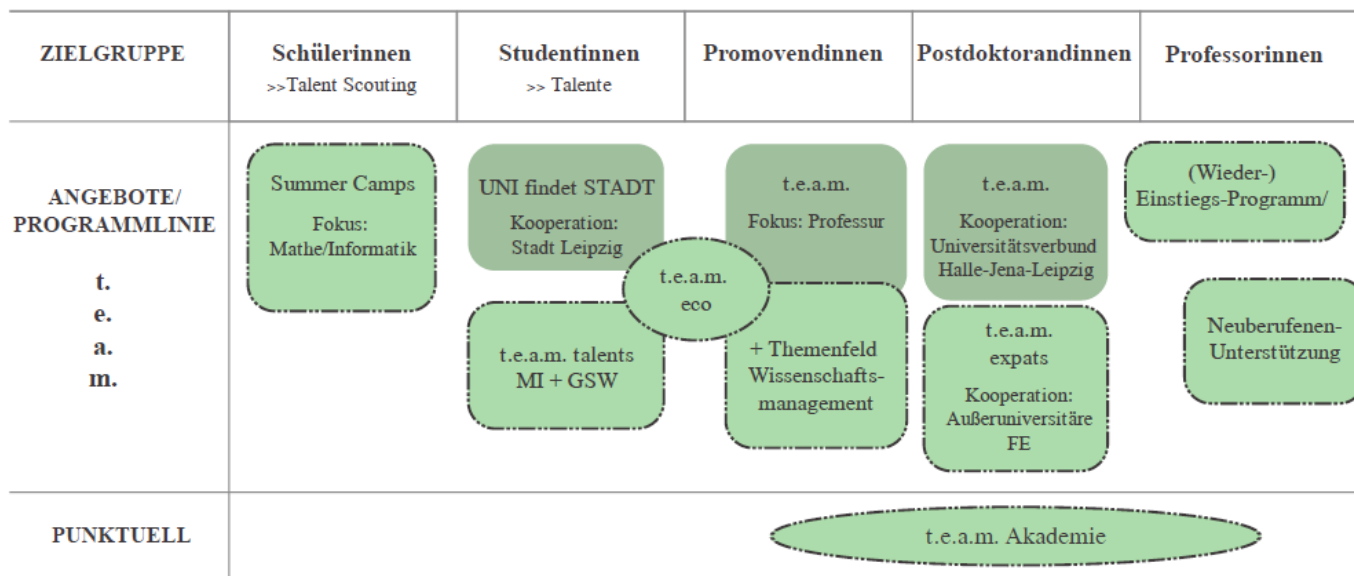 ZIELGRUPPE
Schülerinnen
>>Talent Scouting
Studentinnen
>> Talente
Promovendinnen
Postdoktorandinnen
Professorinnen
ANGEBOTE/
PROGRAMMLINIE
t.
e.
a.
m.
Summer Camps
Fokus:
Mathe/Informatik
UNI findet STADT
Kooperation:
Stadt Leipzig
t.e.a.m. talents
MI + GSW
t.e.a.m.
eco
t.e.a.m.
Fokus: Professur
+ Themenfeld
Wissenschafts-
management
t.e.a.m.
Kooperation:
Universitätsverbund
Halle-Jena-Leipzig
t.e.a.m.
expats
Kooperation:
Außeruniversitäre
FE
(Wieder-)
Einstiegs-Programm/
Neuberufenen-
Unterstützung
PUNKTUELL
t.e.a.m. Akademie